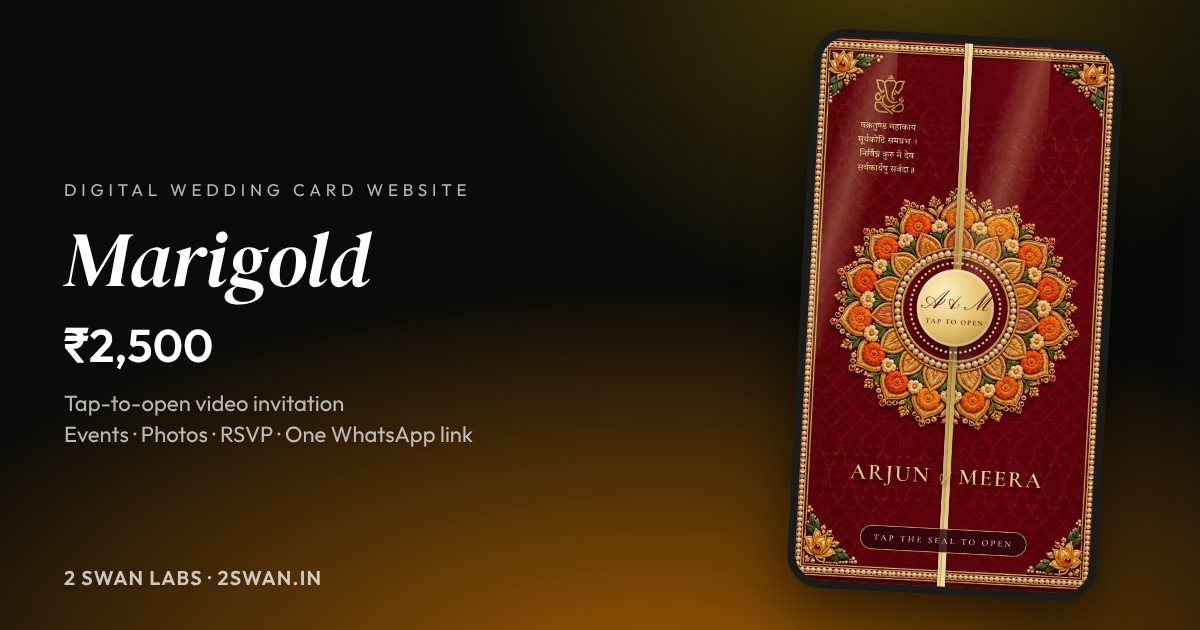 DIGITAL WEDDING CARD WEBSITE
Marigold
₹2,500
Tap-to-open video invitation
Events · Photos · RSVP · One WhatsApp link
2 SWAN LABS · 2SWAN.IN
वक्रतुण्ड महाकाय
सूर्यकोटि समप्रभ ।
निर्विघ्नं कुरु मे देव
सर्वकार्येषु सर्वदा ॥
A & M
TAP TO OPEN
ARJUN & MEERA
TAP THE SEAL TO OPEN